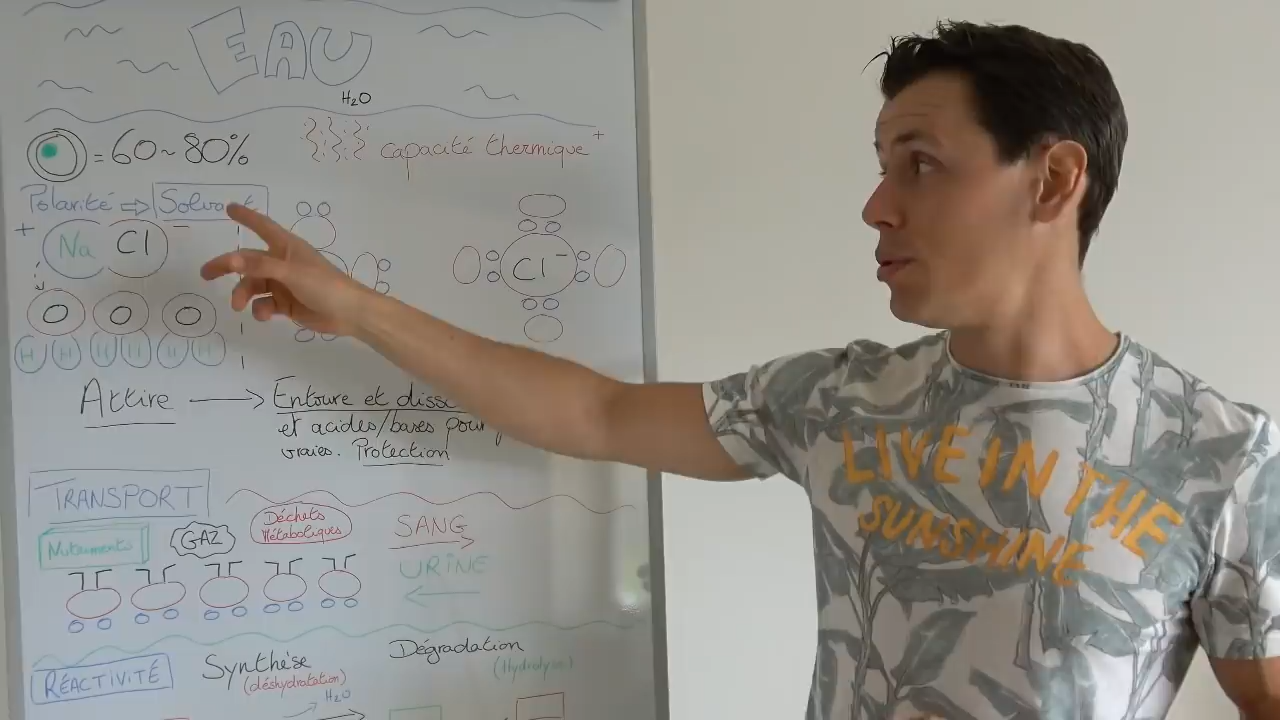 EAU
H₂O
= 60 ~ 80%
capacité thermique +
Polarité ⇒ Solvant
+ Na Cl −
Cl⁻
O O O
H H H H H H
Attire → Entoure et
et acides/bases pour
vraies. Protection
TRANSPORT
Nutriments
GAZ
Déchets
Métaboliques
SANG
URINE
RÉACTIVITÉ
Synthèse
(déshydratation)
H₂O
Dégradation
(Hydrolyse)
LIVE IN THE
SUNSHINE